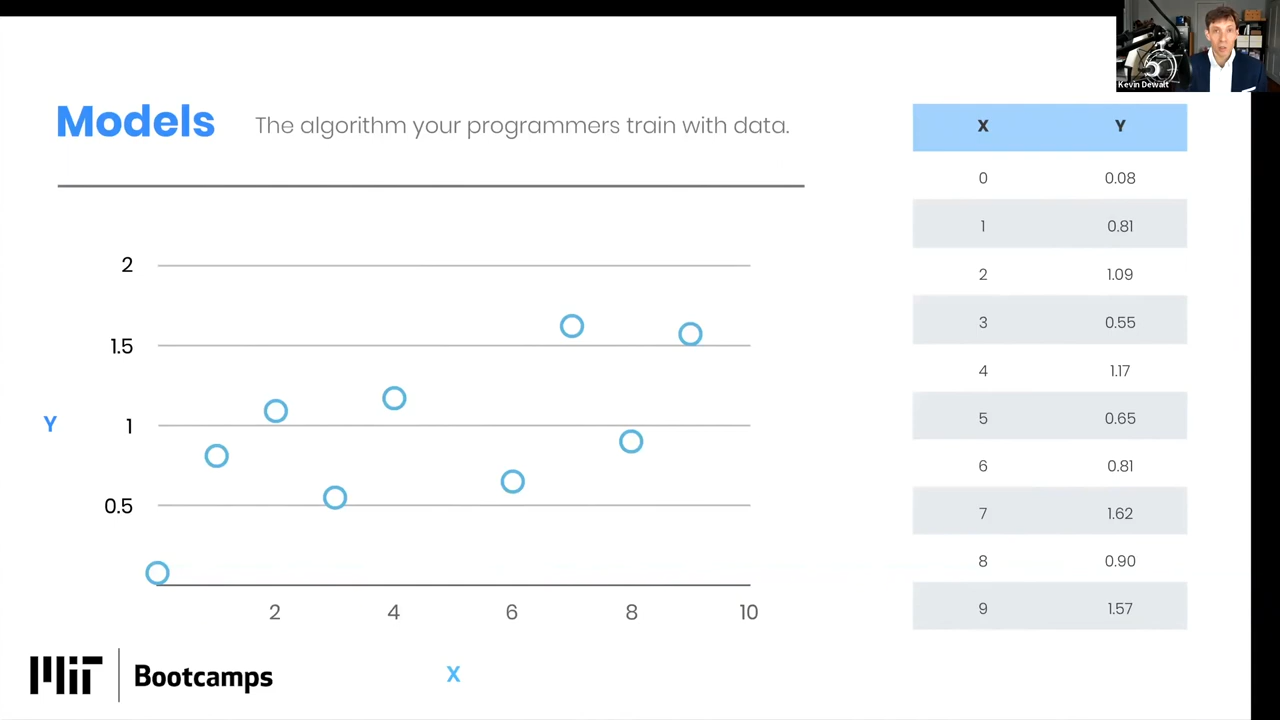 Kevin Dewalt
Models
The algorithm your programmers train with data.
X Y
0 0.08
1 0.81
2 1.09
3 0.55
4 1.17
5 0.65
6 0.81
7 1.62
8 0.90
9 1.57
2
1.5
Y
1
0.5
2 4 6 8 10
X
MIT
Bootcamps